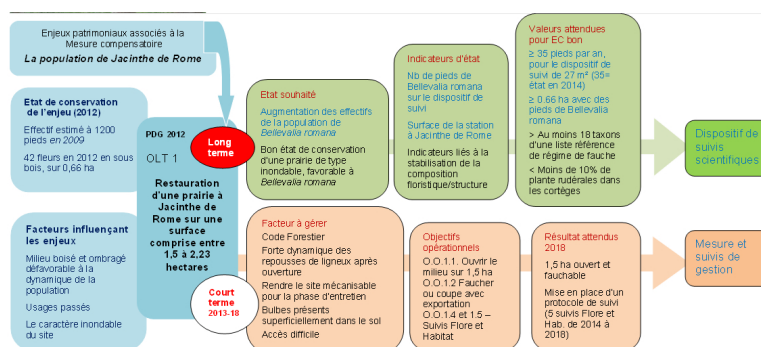 Enjeux patrimoniaux associés à la
Mesure compensatoire
La population de Jacinthe de Rome
Etat de conservation
de l'enjeu (2012)
Effectif estimé à 1200
pieds en 2009
42 fleurs en 2012 en sous
bois, sur 0,66 ha
Facteurs influençant
les enjeux
Milieu boisé et ombragé
défavorable à la
dynamique de la
population
Usages passés
Le caractère inondable
du site
PDG 2012
OLT 1
Restauration
d'une prairie à
Jacinthe de
Rome sur une
surface
comprise entre
1,5 à 2,23
hectares
Long
terme
Court
terme
2013-18
Etat souhaité
Augmentation des effectifs
de la population de
Bellevalia romana
Bon état de conservation
d'une prairie de type
inondable, favorable à
Bellevalia romana
Indicateurs d'état
Nb de pieds de
Bellevalia romana
sur le dispositif de
suivi
Surface de la station
à Jacinthe de Rome
Indicateurs liés à la
stabilisation de la
composition
floristique/structure
Valeurs attendues
pour EC bon
≥ 35 pieds par an,
pour le dispositif de
suivi de 27 m² (35=
état en 2014)
≥ 0.66 ha avec des
pieds de Bellevalia
romana
> Au moins 18 taxons
d'une liste référence
de régime de fauche
< Moins de 10% de
plante rudérales dans
les cortèges
Dispositif de
suivis
scientifiques
Facteur à gérer
Code Forestier
Forte dynamique des
repousses de ligneux après
ouverture
Rendre le site mécanisable
pour la phase d'entretien
Bulbes présents
superficiellement dans le sol
Accès difficile
Objectifs
opérationnels
O.O.1.1. Ouvrir le
milieu sur 1,5 ha
O.O.1.2 Faucher
ou coupe avec
exportation
O.O.1.4 et 1.5 –
Suivis Flore et
Habitat
Résultat attendus
2018
1,5 ha ouvert et
fauchable
Mise en place d'un
protocole de suivi
(5 suivis Flore et
Hab. de 2014 à
2018)
Mesure et
suivis de
gestion